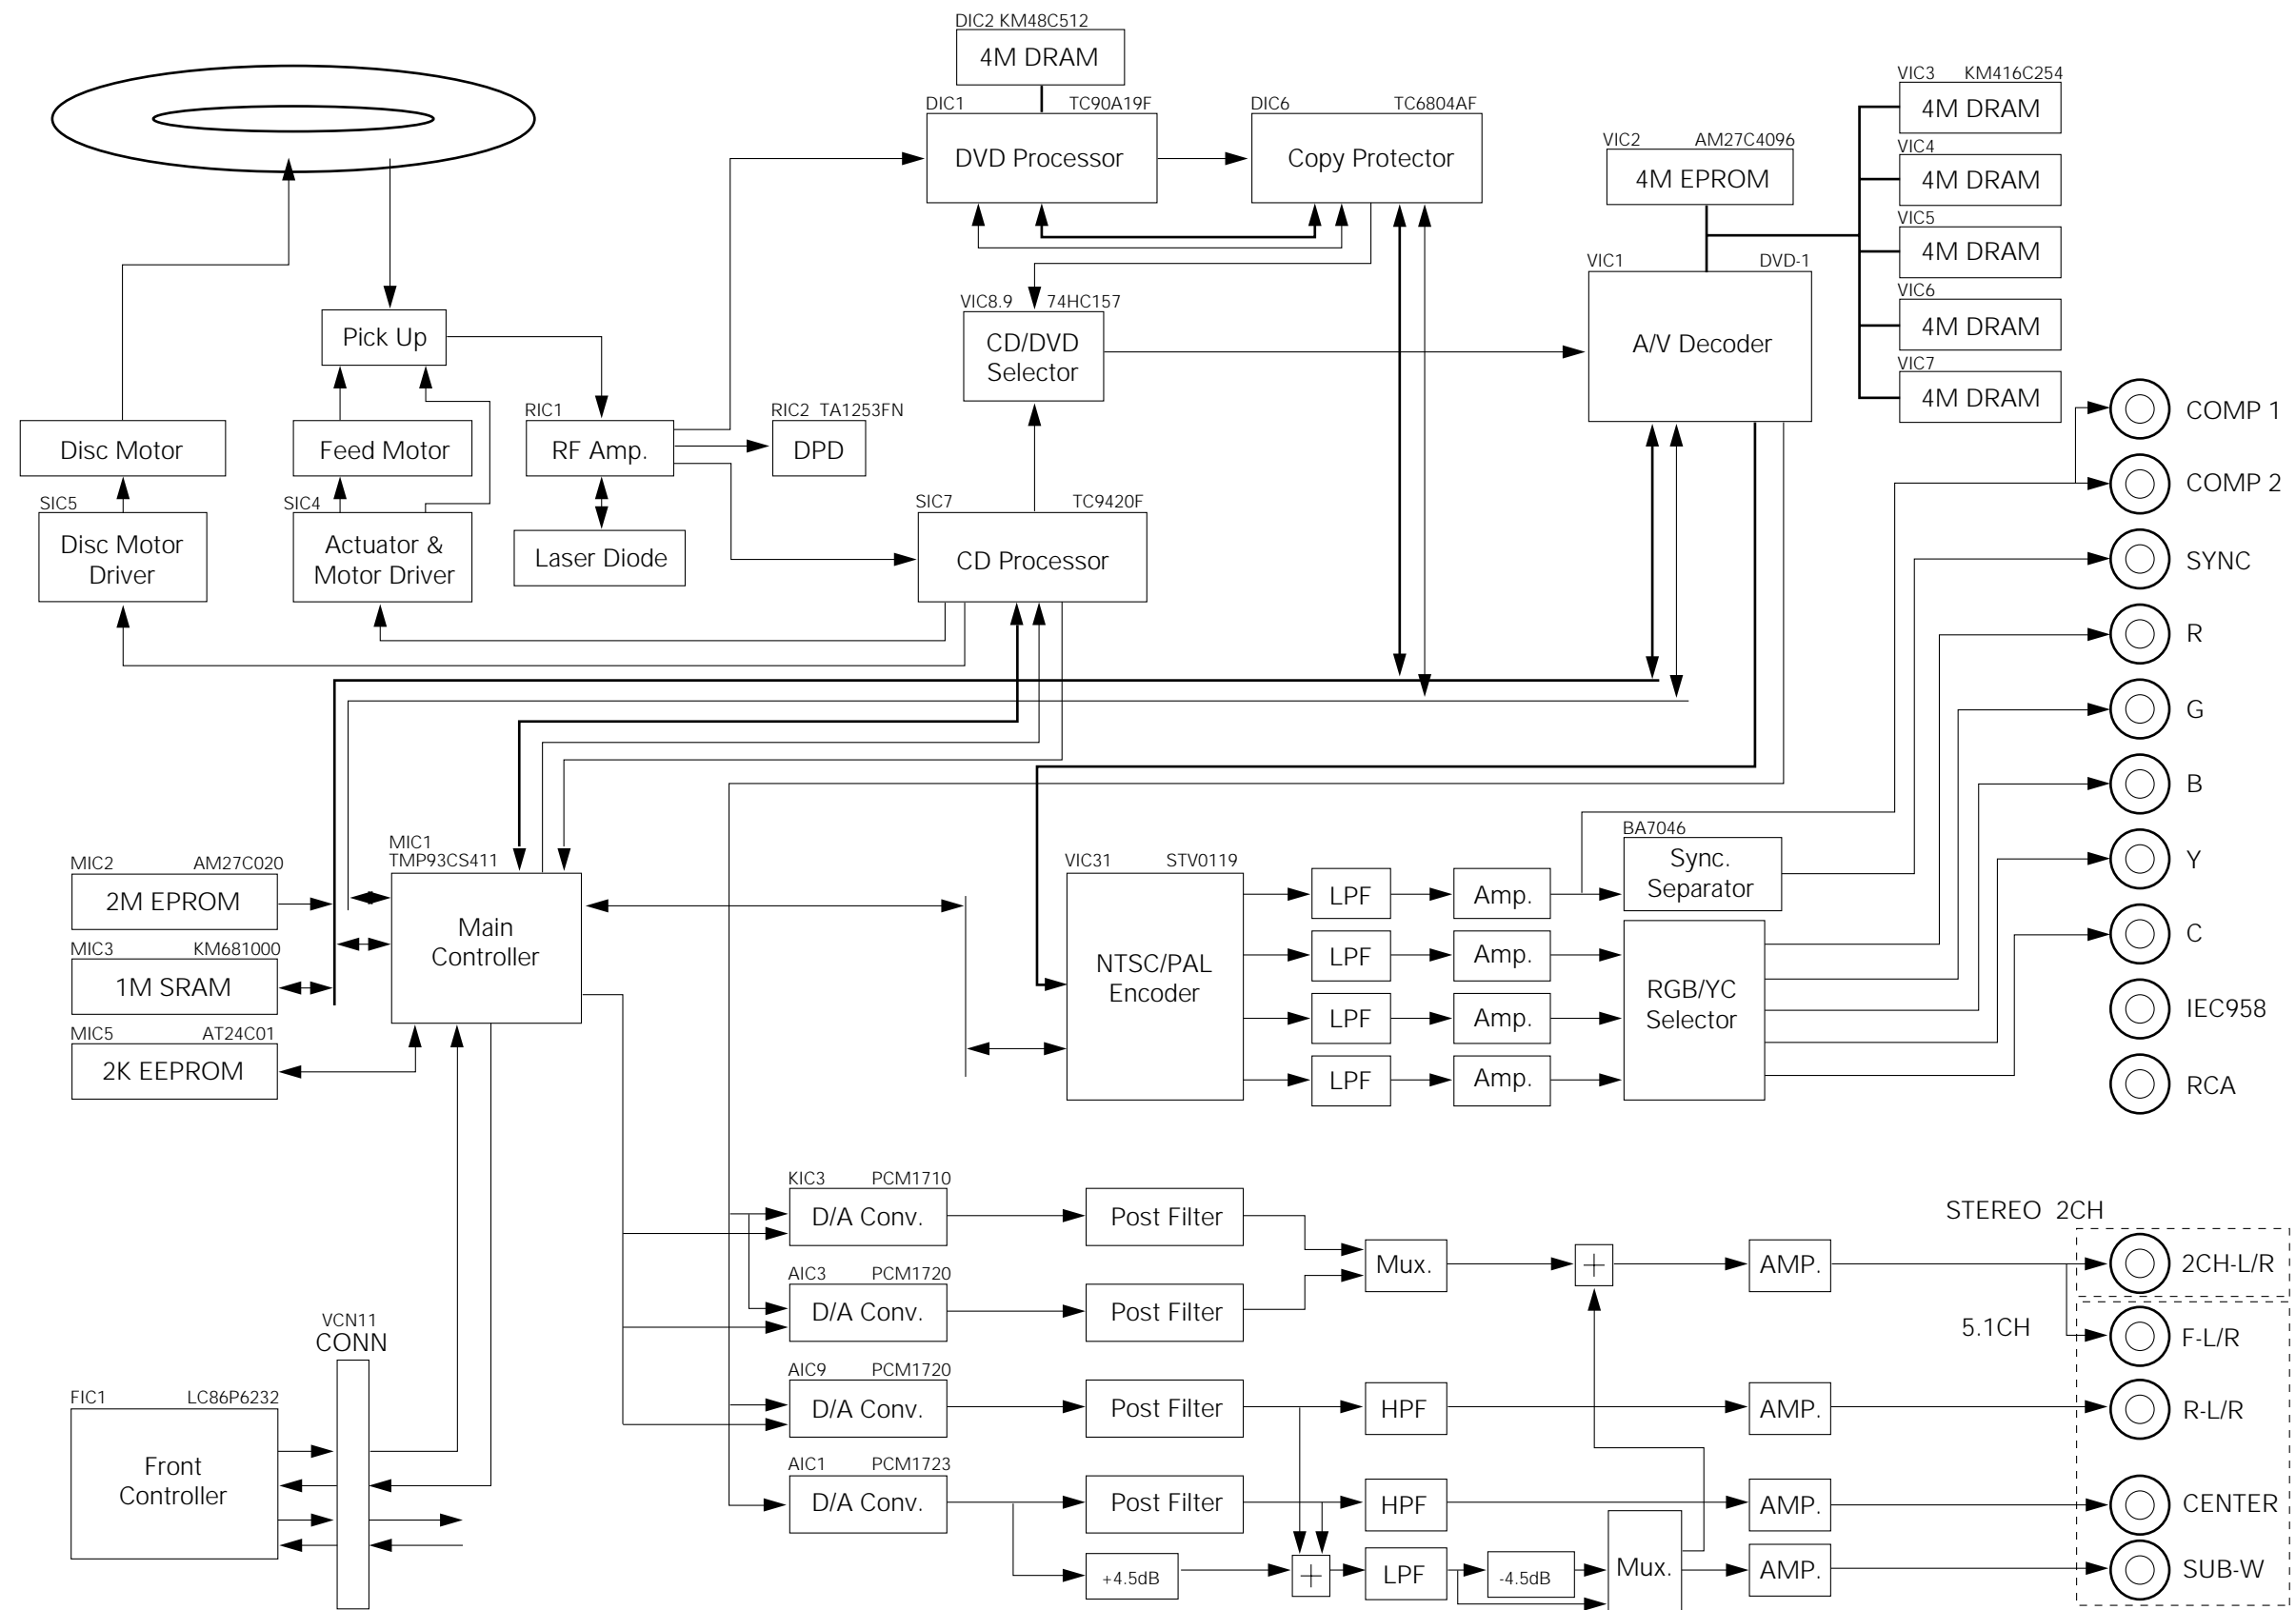 DIC2 KM48C512
4M DRAM
DIC1 TC90A19F
DVD Processor
DIC6 TC6804AF
Copy Protector
VIC2 AM27C4096
4M EPROM
VIC3 KM416C254
4M DRAM
VIC4
4M DRAM
VIC5
4M DRAM
VIC6
4M DRAM
VIC7
4M DRAM
VIC1 DVD-1
A/V Decoder
VIC8.9 74HC157
CD/DVD
Selector
Pick Up
Disc Motor
Feed Motor
RIC1
RF Amp.
RIC2 TA1253FN
DPD
SIC5
Disc Motor
Driver
SIC4
Actuator &
Motor Driver
Laser Diode
SIC7 TC9420F
CD Processor
COMP 1
COMP 2
SYNC
R
G
B
Y
C
IEC958
RCA
MIC2 AM27C020
2M EPROM
MIC3 KM681000
1M SRAM
MIC5 AT24C01
2K EEPROM
MIC1
TMP93CS411
Main
Controller
VIC31 STV0119
NTSC/PAL
Encoder
LPF
Amp.
LPF
Amp.
LPF
Amp.
LPF
Amp.
BA7046
Sync.
Separator
RGB/YC
Selector
KIC3 PCM1710
D/A Conv.
Post Filter
AIC3 PCM1720
D/A Conv.
Post Filter
Mux.
+
AMP.
STEREO 2CH
2CH-L/R
5.1CH
F-L/R
AIC9 PCM1720
D/A Conv.
Post Filter
HPF
AMP.
R-L/R
AIC1 PCM1723
D/A Conv.
Post Filter
HPF
AMP.
CENTER
+4.5dB
+
LPF
-4.5dB
Mux.
AMP.
SUB-W
VCN11
CONN
FIC1 LC86P6232
Front
Controller